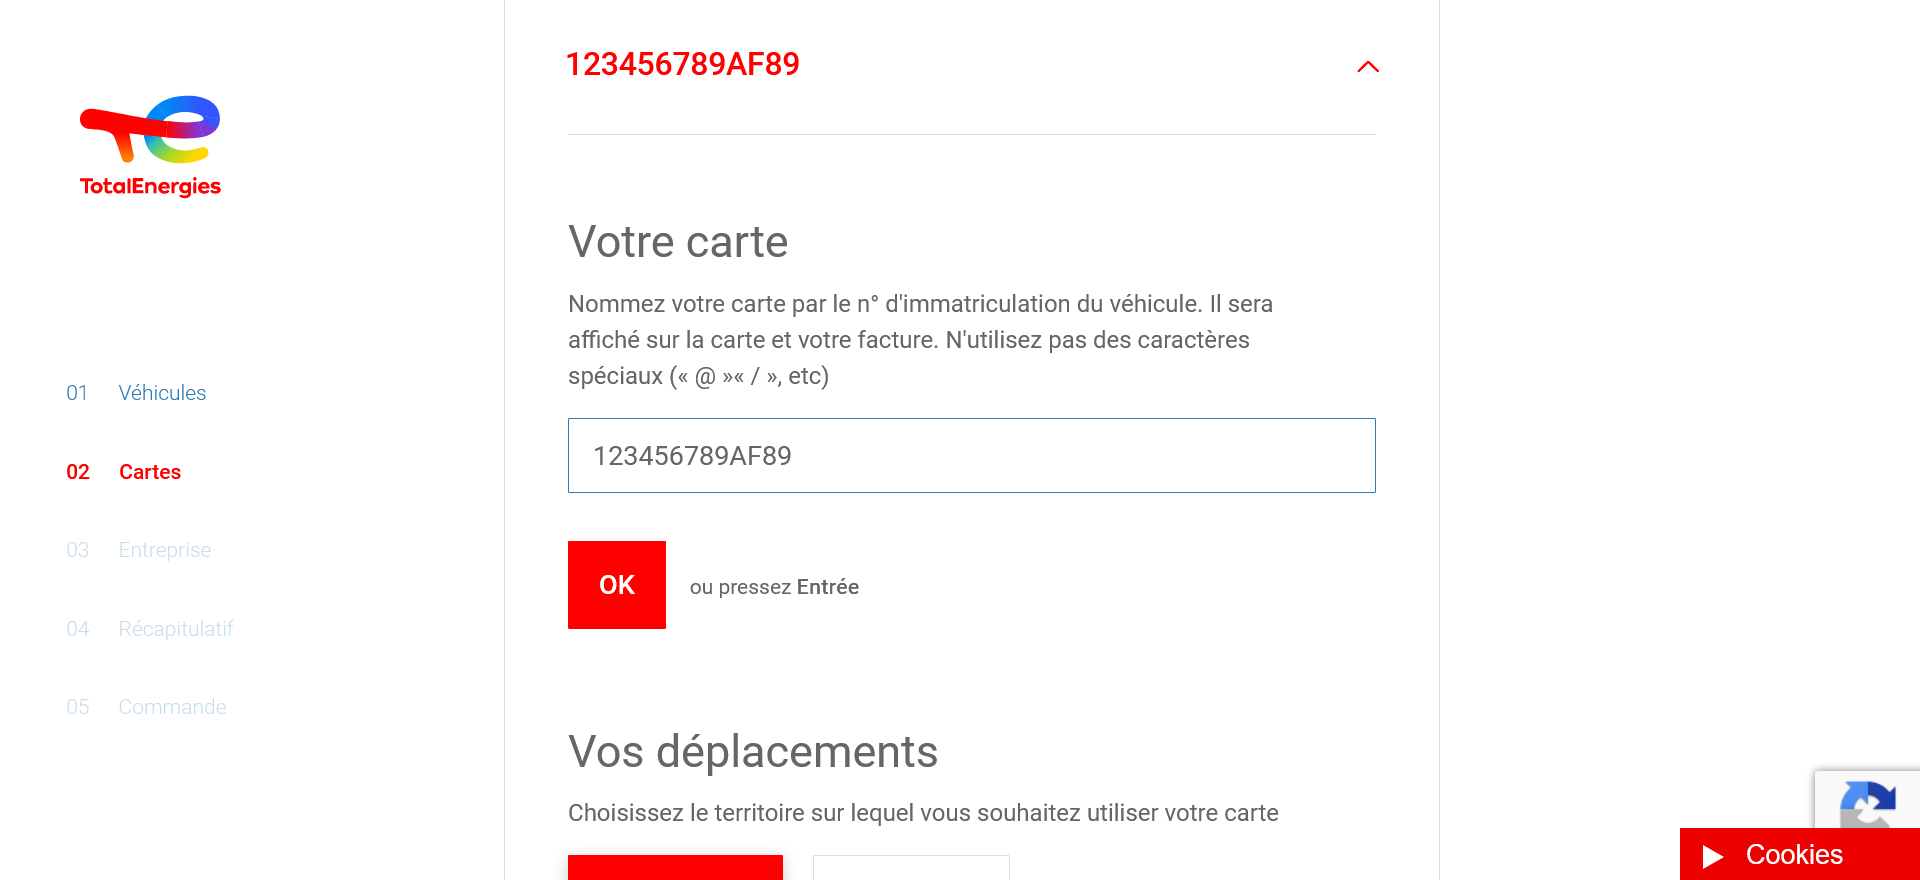 TotalEnergies
01 Véhicules
02 Cartes
03 Entreprise
04 Récapitulatif
05 Commande
123456789AF89
Votre carte
Nommez votre carte par le n° d'immatriculation du véhicule. Il sera
affiché sur la carte et votre facture. N'utilisez pas des caractères
spéciaux (« @ »« / », etc)
123456789AF89
OK ou pressez Entrée
Vos déplacements
Choisissez le territoire sur lequel vous souhaitez utiliser votre carte
Cookies